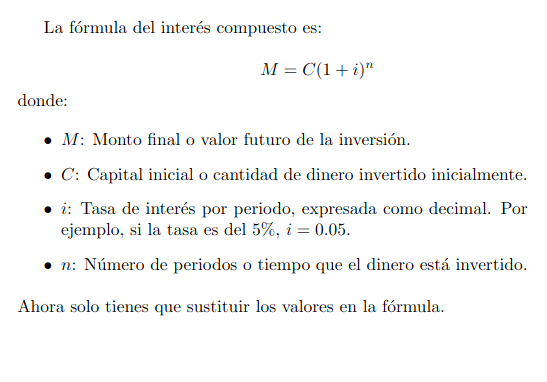 La fórmula del interés compuesto es:
M = C(1 + i)ⁿ
donde:
• M: Monto final o valor futuro de la inversión.
• C: Capital inicial o cantidad de dinero invertido inicialmente.
• i: Tasa de interés por periodo, expresada como decimal. Por
ejemplo, si la tasa es del 5%, i = 0.05.
• n: Número de periodos o tiempo que el dinero está invertido.
Ahora solo tienes que sustituir los valores en la fórmula.